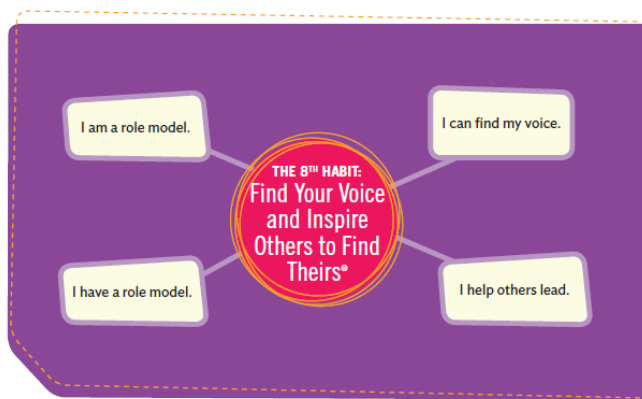 I am a role model.
I can find my voice.
THE 8TH HABIT:
Find Your Voice
and Inspire
Others to Find
Theirs®
I have a role model.
I help others lead.